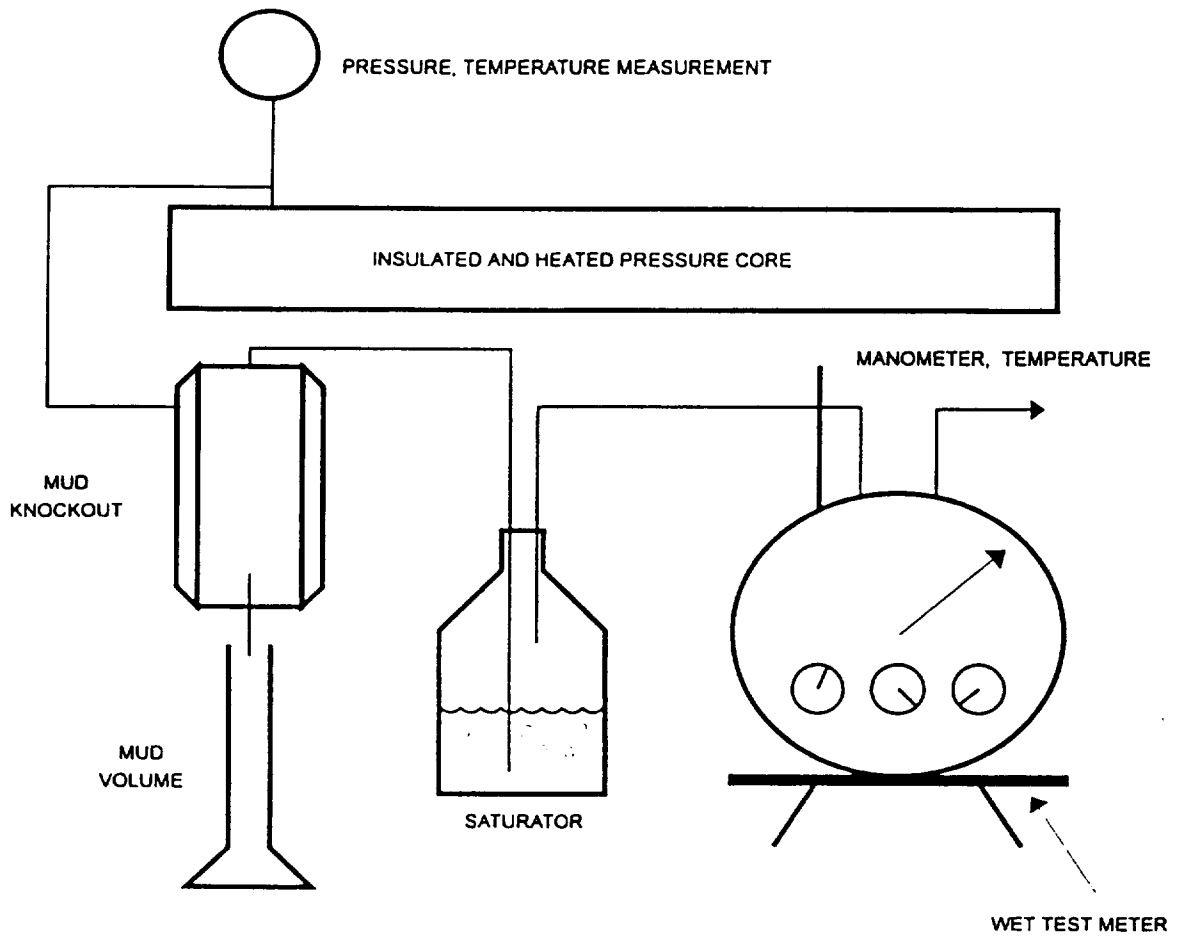 PRESSURE, TEMPERATURE MEASUREMENT
INSULATED AND HEATED PRESSURE CORE
MANOMETER, TEMPERATURE
MUD
KNOCKOUT
MUD
VOLUME
SATURATOR
WET TEST METER